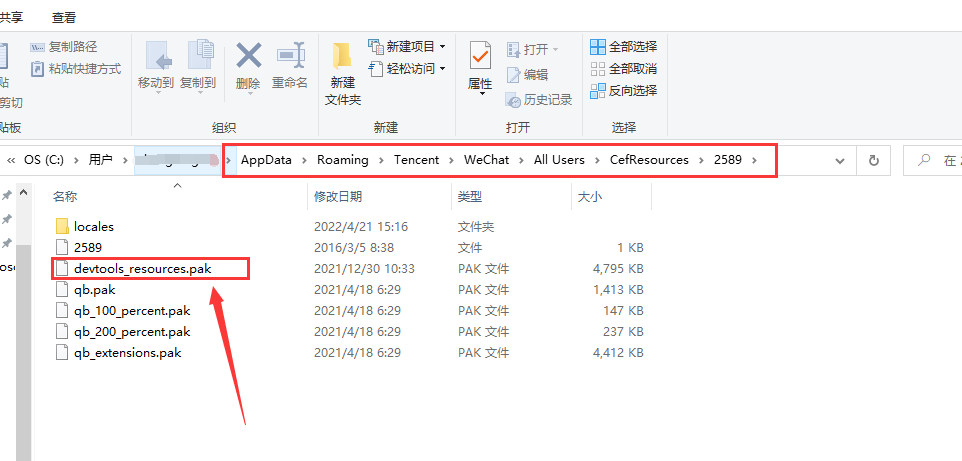 共享 查看
复制路径
粘贴快捷方式
贴
剪切
贴板
移动到 复制到 删除 重命名
组织
新建
文件夹
新建项目
轻松访问
新建
属性
打开
编辑
历史记录
打开
全部选择
全部取消
反向选择
选择
« OS (C:) › 用户 › › AppData › Roaming › Tencent › WeChat › All Users › CefResources › 2589 ›
在
名称 修改日期 类型 大小
locales 2022/4/21 15:16 文件夹
2589 2016/3/5 8:38 文件 1 KB
devtools_resources.pak 2021/12/30 10:33 PAK 文件 4,795 KB
qb.pak 2021/4/18 6:29 PAK 文件 1,413 KB
qb_100_percent.pak 2021/4/18 6:29 PAK 文件 147 KB
qb_200_percent.pak 2021/4/18 6:29 PAK 文件 237 KB
qb_extensions.pak 2021/4/18 6:29 PAK 文件 4,412 KB